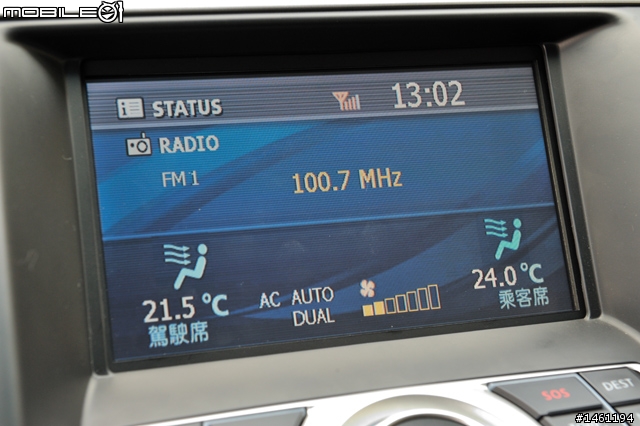 MOBILE01
STATUS 13:02
RADIO
FM 1 100.7 MHz
21.5 °C AC AUTO 24.0 °C
駕駛席 DUAL 乘客席
SOS DEST
#1461194